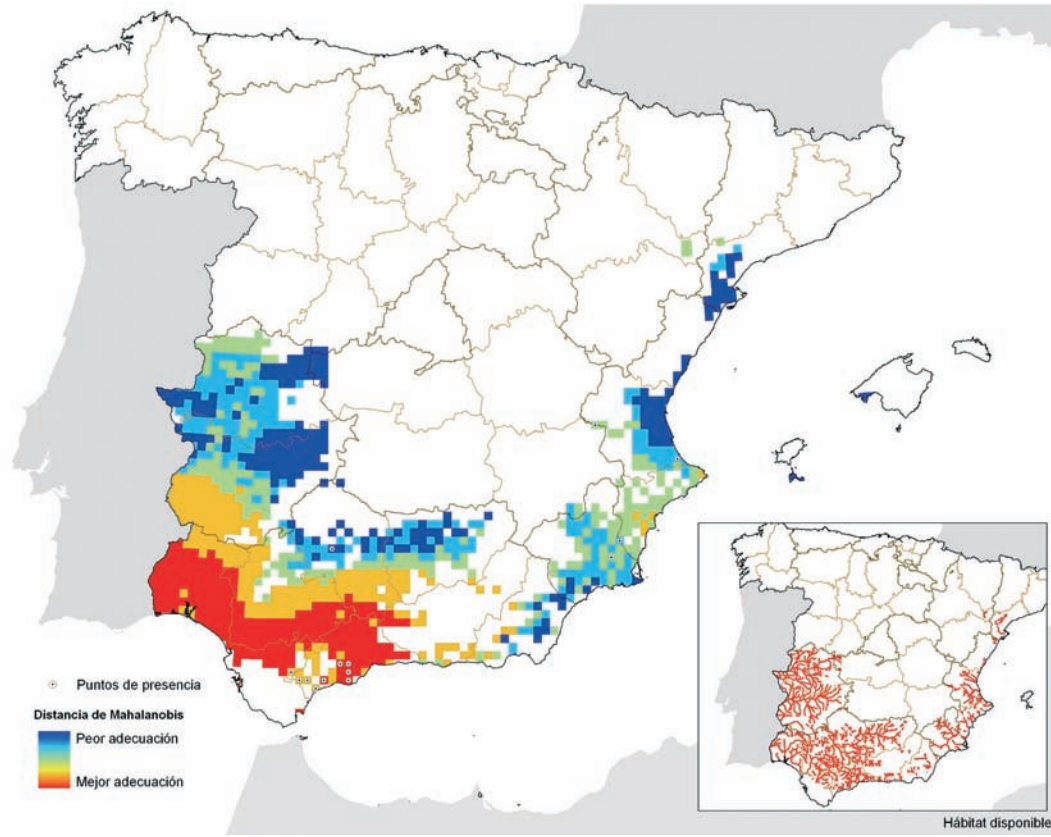 Puntos de presencia
Distancia de Mahalanobis
Peor adecuación
Mejor adecuación
Hábitat disponible